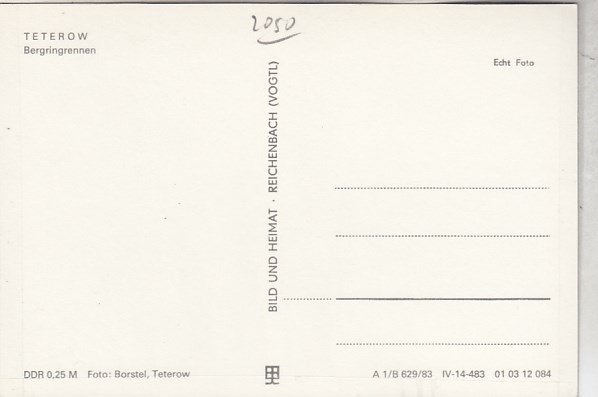 2050
TETEROW
Bergringrennen
Echt Foto
BILD UND HEIMAT · REICHENBACH (VOGTL)
DDR 0,25 M Foto: Borstel, Teterow
A 1/B 629/83 IV-14-483 01 03 12 084